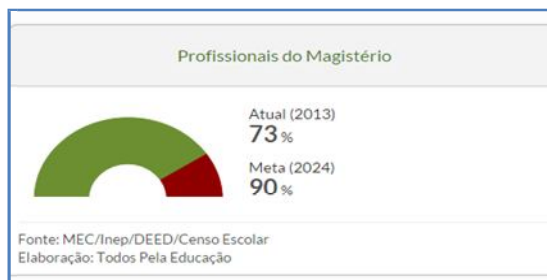 Profissionais do Magistério
Atual (2013)
73 %
Meta (2024)
90 %
Fonte: MEC/Inep/DEED/Censo Escolar
Elaboração: Todos Pela Educação